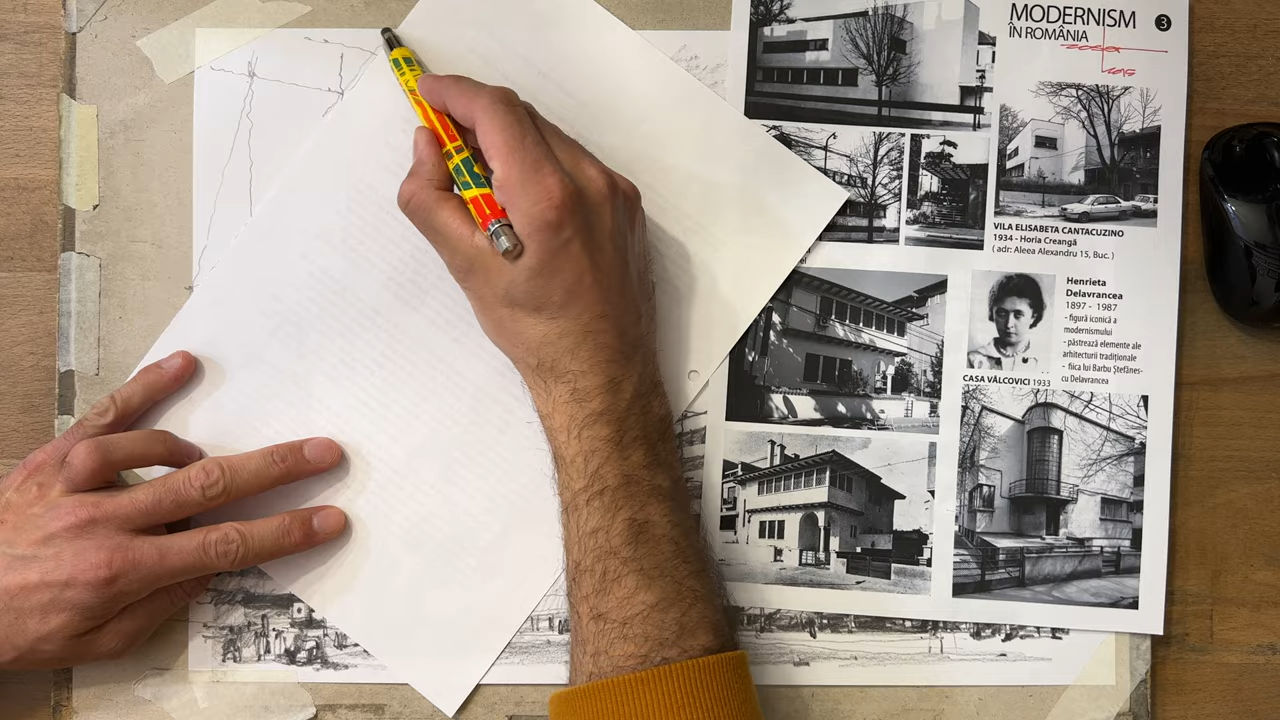 MODERNISM
ÎN ROMÂNIA
3
VILA ELISABETA CANTACUZINO
1934 - Horia Creangă
( adr: Aleea Alexandru 15, Buc. )
Henrieta
Delavrancea
1897 - 1987
- figură iconică a
modernismului
- păstrează elemente ale
arhitecturii tradiționale
- fiica lui Barbu Ștefănes-
cu Delavrancea
CASA VÂLCOVICI 1933